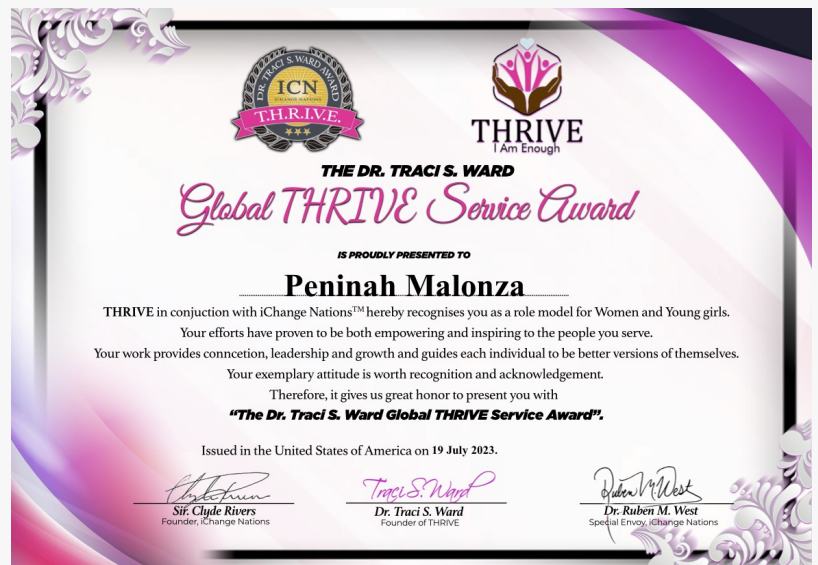 DR. TRACI S. WARD AWARD
ICN
ICHANGE NATIONS
T.H.R.I.V.E.
THRIVE
I Am Enough
THE DR. TRACI S. WARD
Global THRIVE Service Award
IS PROUDLY PRESENTED TO
Peninah Malonza
THRIVE in conjuction with iChange Nations™ hereby recognises you as a role model for Women and Young girls.
Your efforts have proven to be both empowering and inspiring to the people you serve.
Your work provides conncetion, leadership and growth and guides each individual to be better versions of themselves.
Your exemplary attitude is worth recognition and acknowledgement.
Therefore, it gives us great honor to present you with
“The Dr. Traci S. Ward Global THRIVE Service Award”.
Issued in the United States of America on 19 July 2023.
Traci S. Ward
Ruben M. West
Sir. Clyde Rivers
Dr. Traci S. Ward
Dr. Ruben M. West
Founder, iChange Nations
Founder of THRIVE
Special Envoy, iChange Nations